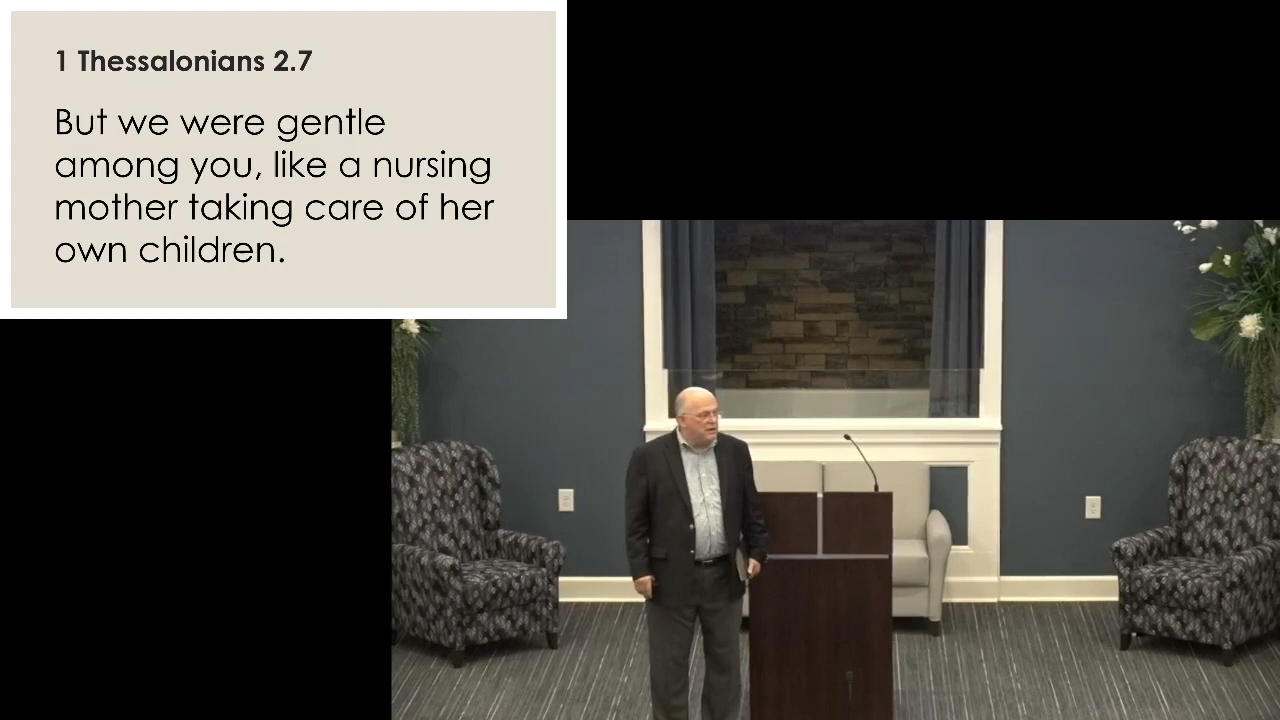 1 Thessalonians 2.7
But we were gentle
among you, like a nursing
mother taking care of her
own children.